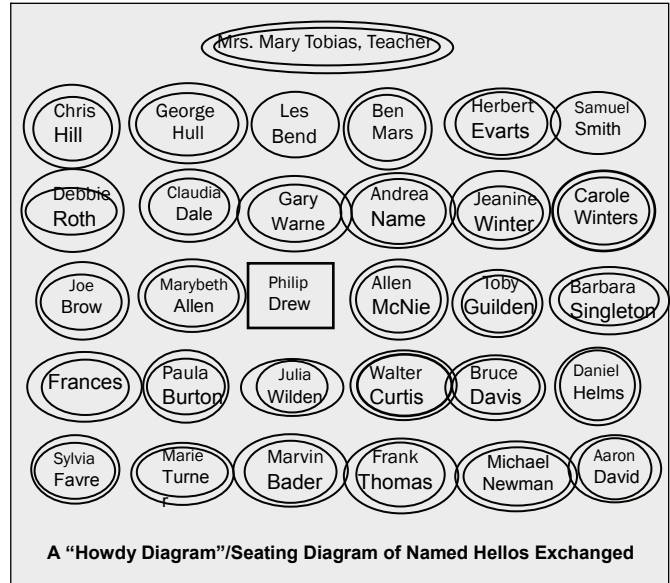 Mrs. Mary Tobias, Teacher
Chris
Hill
George
Hull
Les
Bend
Ben
Mars
Herbert
Evarts
Samuel
Smith
Debbie
Roth
Claudia
Dale
Gary
Warne
Andrea
Name
Jeanine
Winter
Carole
Winters
Joe
Brow
Marybeth
Allen
Philip
Drew
Allen
McNie
Toby
Guilden
Barbara
Singleton
Frances
Paula
Burton
Julia
Wilden
Walter
Curtis
Bruce
Davis
Daniel
Helms
Sylvia
Favre
Marie
Turne
r
Marvin
Bader
Frank
Thomas
Michael
Newman
Aaron
David
A “Howdy Diagram”/Seating Diagram of Named Hellos Exchanged